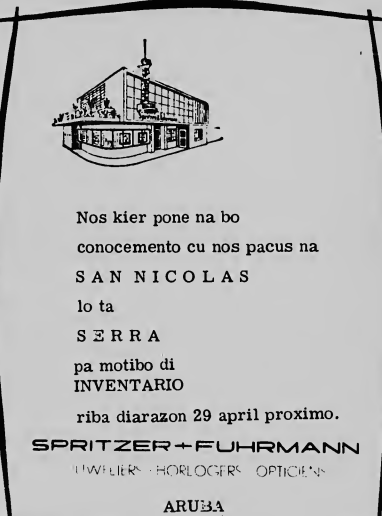 Nos kier pone na bo
conocemento cu nos pacus na
SAN NICOLAS
lo ta
SERRA
pa motibo di
INVENTARIO
riba diarazon 29 april proximo.
SPRITZER+FUHRMANN
JUWELIERS · HORLOGERS · OPTICIENS
ARUBA